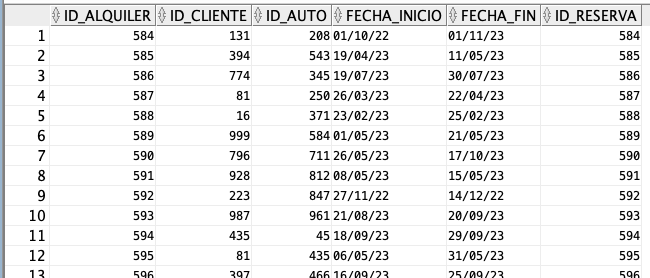 ID_ALQUILER ID_CLIENTE ID_AUTO FECHA_INICIO FECHA_FIN ID_RESERVA
1 584 131 208 01/10/22 01/11/23 584
2 585 394 543 19/04/23 11/05/23 585
3 586 774 345 19/07/23 30/07/23 586
4 587 81 250 26/03/23 22/04/23 587
5 588 16 371 23/02/23 25/02/23 588
6 589 999 584 01/05/23 21/05/23 589
7 590 796 711 26/05/23 17/10/23 590
8 591 928 812 08/05/23 15/05/23 591
9 592 223 847 27/11/22 14/12/22 592
10 593 987 961 21/08/23 20/09/23 593
11 594 435 45 18/09/23 29/09/23 594
12 595 81 435 06/05/23 31/05/23 595
13 596 397 466 16/09/23 25/09/23 596